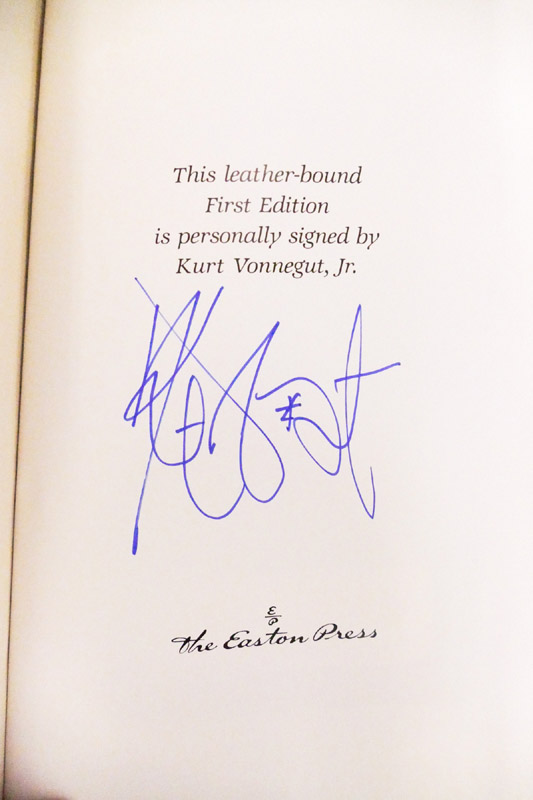 This leather-bound
First Edition
is personally signed by
Kurt Vonnegut, Jr.
E
P
the Easton Press